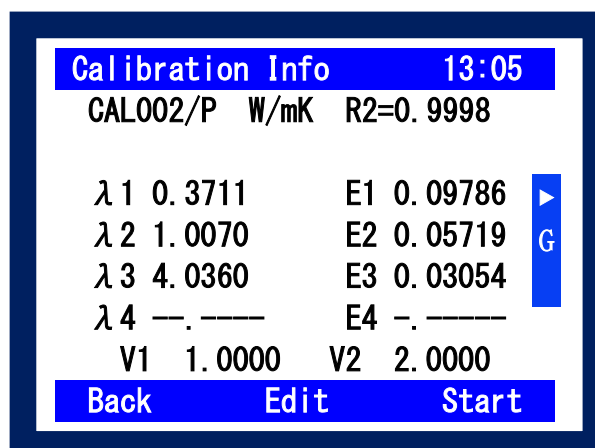 Calibration Info 13:05
CAL002/P W/mK R2=0.9998
λ1 0.3711 E1 0.09786 ▶
λ2 1.0070 E2 0.05719 G
λ3 4.0360 E3 0.03054
λ4 --.---- E4 -.-----
V1 1.0000 V2 2.0000
Back Edit Start